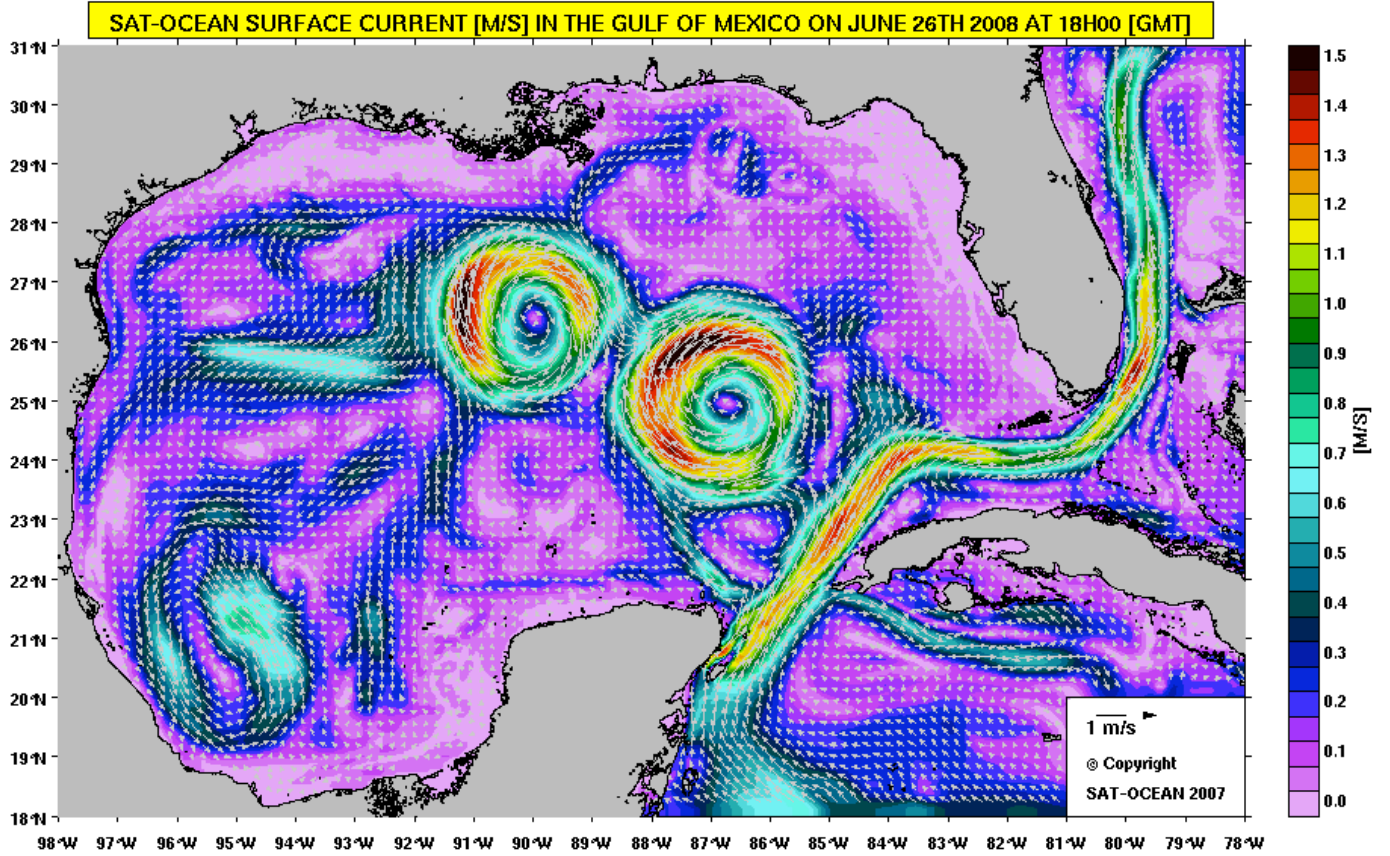 SAT-OCEAN SURFACE CURRENT [M/S] IN THE GULF OF MEXICO ON JUNE 26TH 2008 AT 18H00 [GMT]
31°N
30°N
29°N
28°N
27°N
26°N
25°N
24°N
23°N
22°N
21°N
20°N
19°N
18°N
98°W 97°W 96°W 95°W 94°W 93°W 92°W 91°W 90°W 89°W 88°W 87°W 86°W 85°W 84°W 83°W 82°W 81°W 80°W 79°W 78°W
1 m/s
© Copyright
SAT-OCEAN 2007
1.5
1.4
1.3
1.2
1.1
1.0
0.9
0.8
0.7
0.6
0.5
0.4
0.3
0.2
0.1
0.0
[M/S]